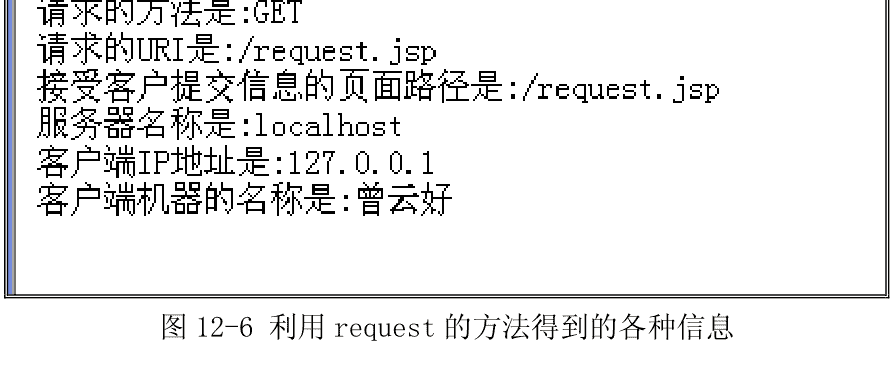 请求的方法是:GET
请求的URI是:/request.jsp
接受客户提交信息的页面路径是:/request.jsp
服务器名称是:localhost
客户端IP地址是:127.0.0.1
客户端机器的名称是:曾云好
图 12-6 利用 request 的方法得到的各种信息